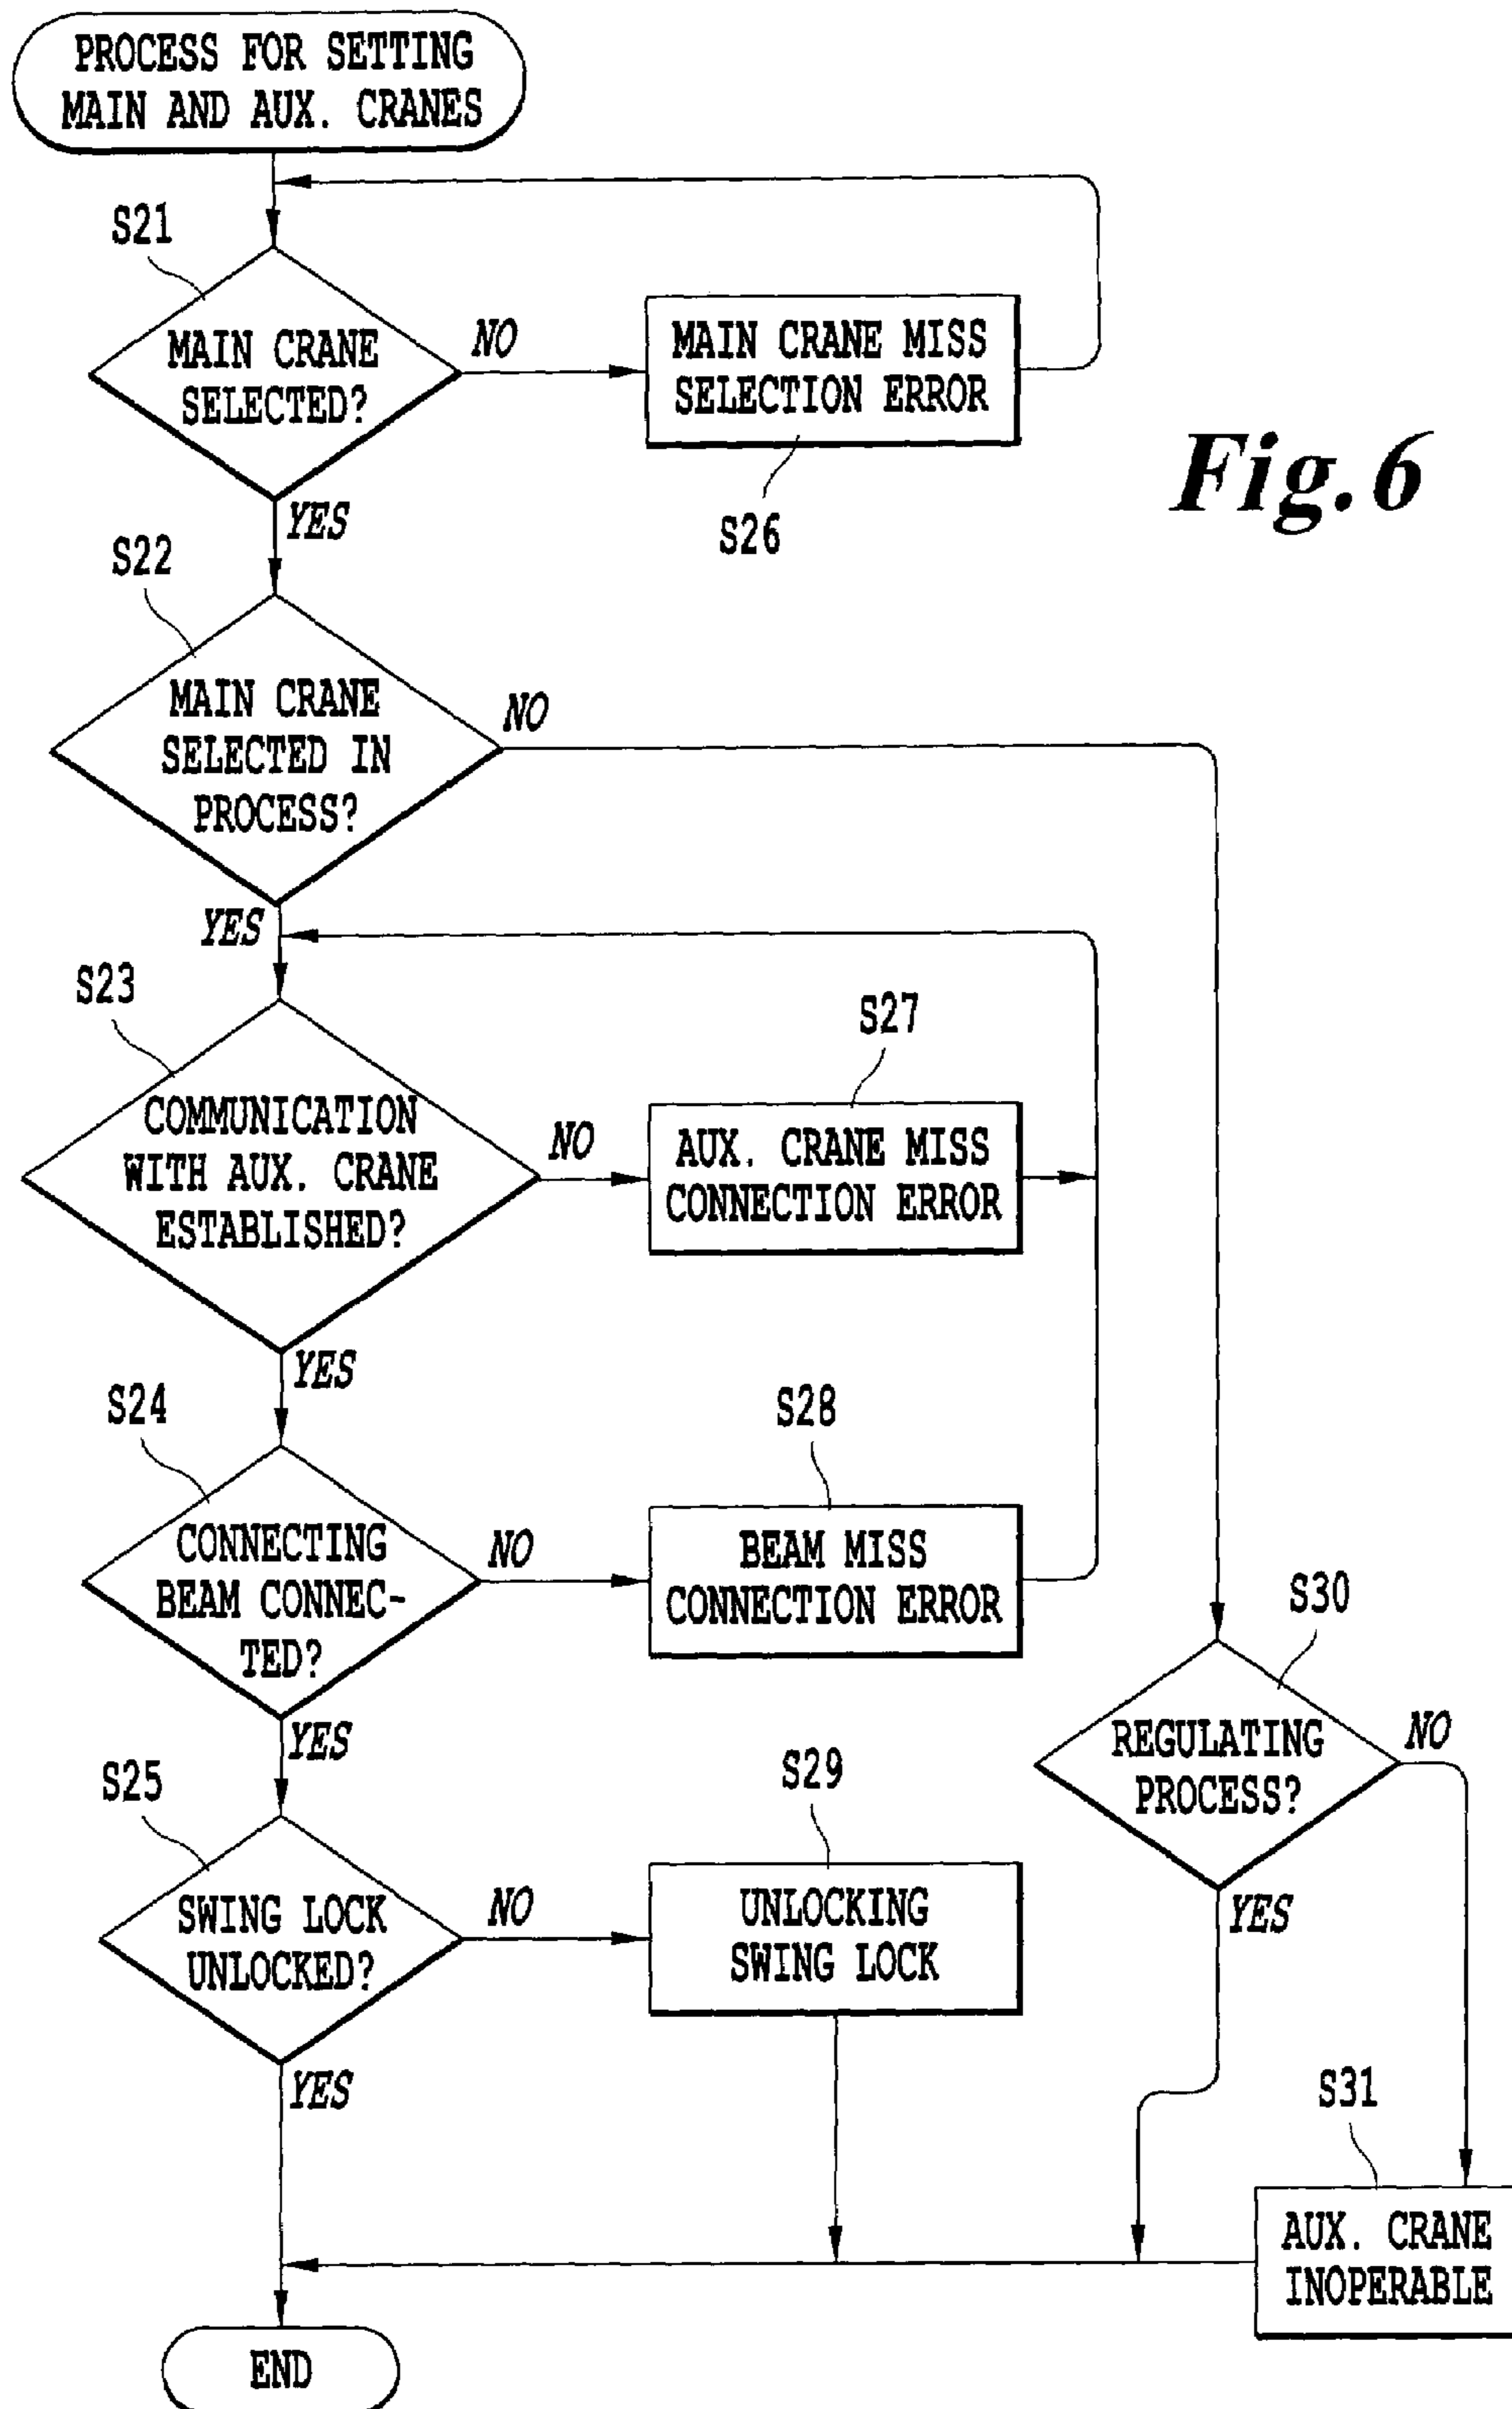 PROCESS FOR SETTING
MAIN AND AUX. CRANES
S21
MAIN CRANE
SELECTED?
NO
MAIN CRANE MISS
SELECTION ERROR
S26
Fig.6
YES
S22
MAIN CRANE
SELECTED IN
PROCESS?
NO
YES
S23
COMMUNICATION
WITH AUX. CRANE
ESTABLISHED?
NO
S27
AUX. CRANE MISS
CONNECTION ERROR
YES
S24
CONNECTING
BEAM CONNEC-
TED?
NO
S28
BEAM MISS
CONNECTION ERROR
YES
S25
SWING LOCK
UNLOCKED?
NO
S29
UNLOCKING
SWING LOCK
YES
S30
REGULATING
PROCESS?
NO
YES
S31
AUX. CRANE
INOPERABLE
END